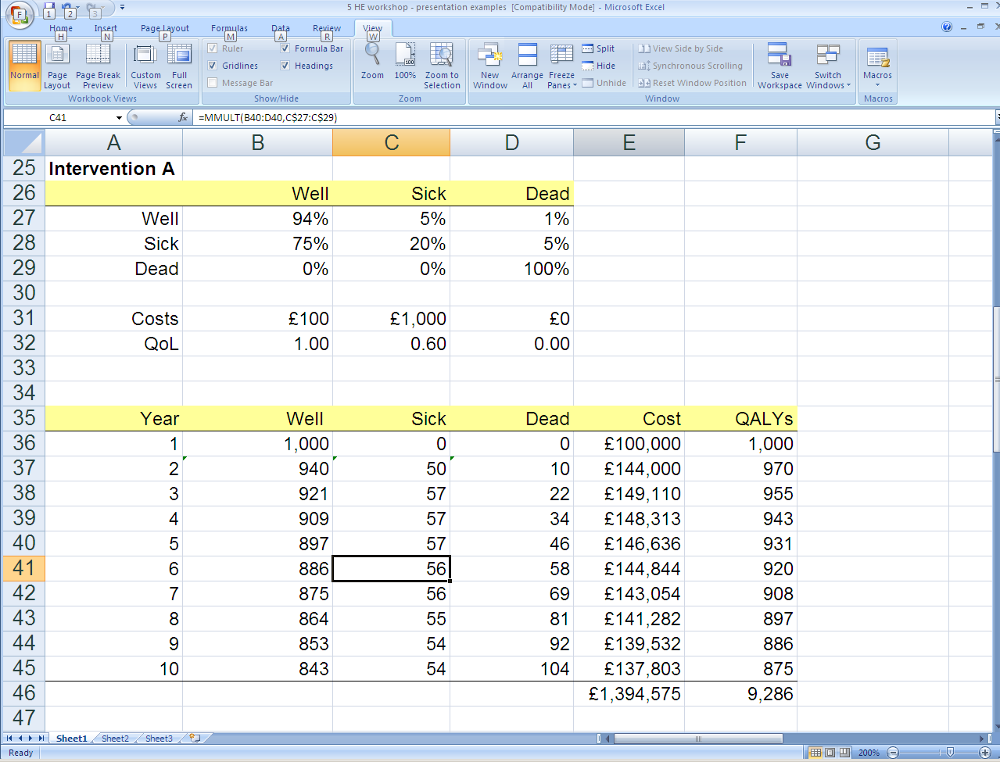 5 HE workshop - presentation examples [Compatibility Mode] - Microsoft Excel
F 1 2 3
Home Insert Page Layout Formulas Data Review View
H N P M A R W
Ruler Formula Bar Split View Side by Side
Gridlines Headings Hide Synchronous Scrolling
Message Bar Unhide Reset Window Position
Normal Page Layout Page Break Preview Custom Views Full Screen Zoom 100% Zoom to Selection New Window Arrange All Freeze Panes Save Workspace Switch Windows Macros
Workbook Views Show/Hide Zoom Window Macros
C41 fx =MMULT(B40:D40,C$27:C$29)
A B C D E F G
25 Intervention A
26 Well Sick Dead
27 Well 94% 5% 1%
28 Sick 75% 20% 5%
29 Dead 0% 0% 100%
30
31 Costs £100 £1,000 £0
32 QoL 1.00 0.60 0.00
33
34
35 Year Well Sick Dead Cost QALYs
36 1 1,000 0 0 £100,000 1,000
37 2 940 50 10 £144,000 970
38 3 921 57 22 £149,110 955
39 4 909 57 34 £148,313 943
40 5 897 57 46 £146,636 931
41 6 886 56 58 £144,844 920
42 7 875 56 69 £143,054 908
43 8 864 55 81 £141,282 897
44 9 853 54 92 £139,532 886
45 10 843 54 104 £137,803 875
46 £1,394,575 9,286
47
Sheet1 Sheet2 Sheet3
Ready 200%